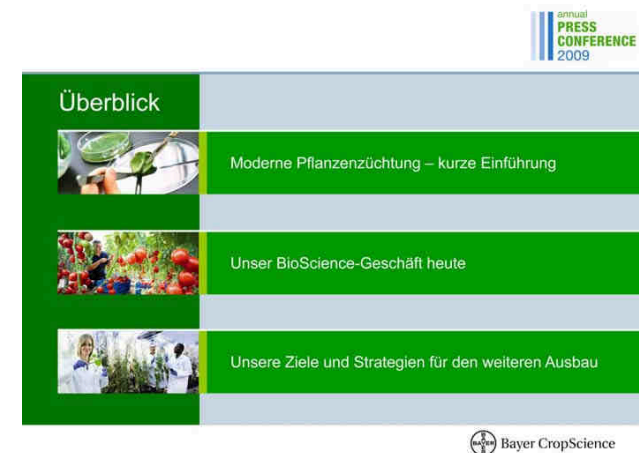 annual
PRESS
CONFERENCE
2009
Überblick
Moderne Pflanzenzüchtung – kurze Einführung
Unser BioScience-Geschäft heute
Unsere Ziele und Strategien für den weiteren Ausbau
BAYER
Bayer CropScience